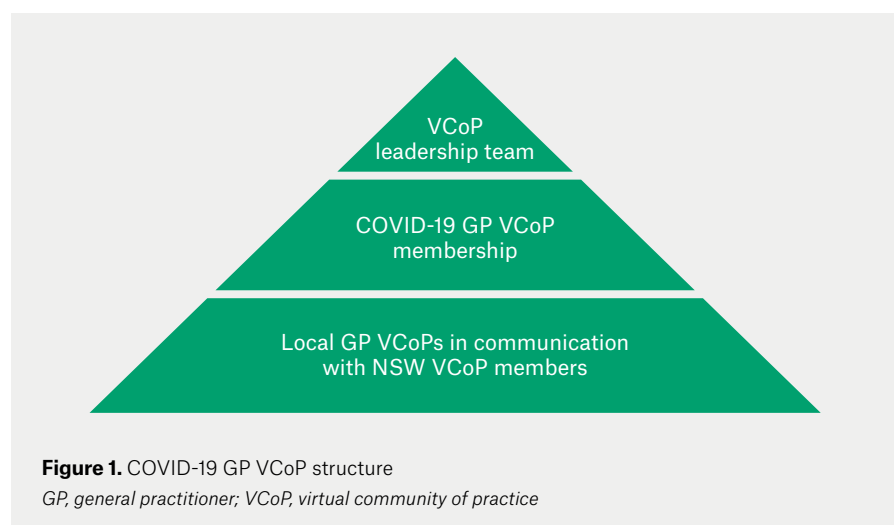 VCoP
leadership team
COVID-19 GP VCoP
membership
Local GP VCoPs in communication
with NSW VCoP members
Figure 1. COVID-19 GP VCoP structure
GP, general practitioner; VCoP, virtual community of practice